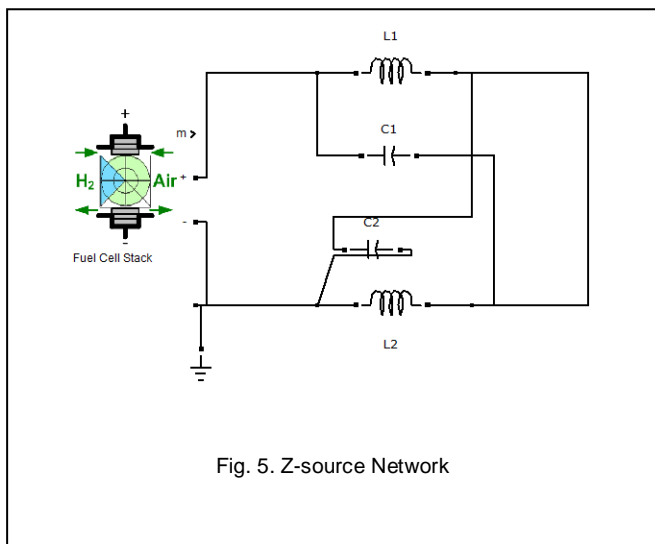 L1
+
m >
C1
H2 Air
+
-
C2
-
Fuel Cell Stack
L2
Fig. 5. Z-source Network